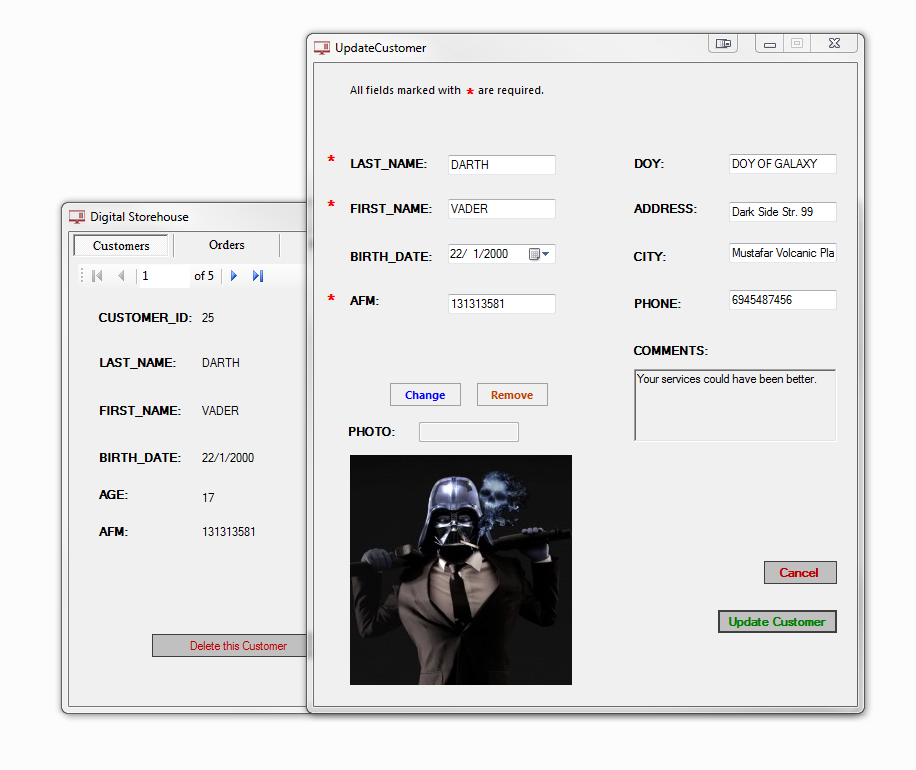 UpdateCustomer
All fields marked with * are required.
* LAST_NAME: DARTH
DOY: DOY OF GALAXY
* FIRST_NAME: VADER
ADDRESS: Dark Side Str. 99
BIRTH_DATE: 22/ 1/2000
CITY: Mustafar Volcanic Pla
* AFM: 131313581
PHONE: 6945487456
COMMENTS:
Your services could have been better.
Change Remove
PHOTO:
Cancel
Update Customer
Digital Storehouse
Customers Orders
1 of 5
CUSTOMER_ID: 25
LAST_NAME: DARTH
FIRST_NAME: VADER
BIRTH_DATE: 22/1/2000
AGE: 17
AFM: 131313581
Delete this Customer